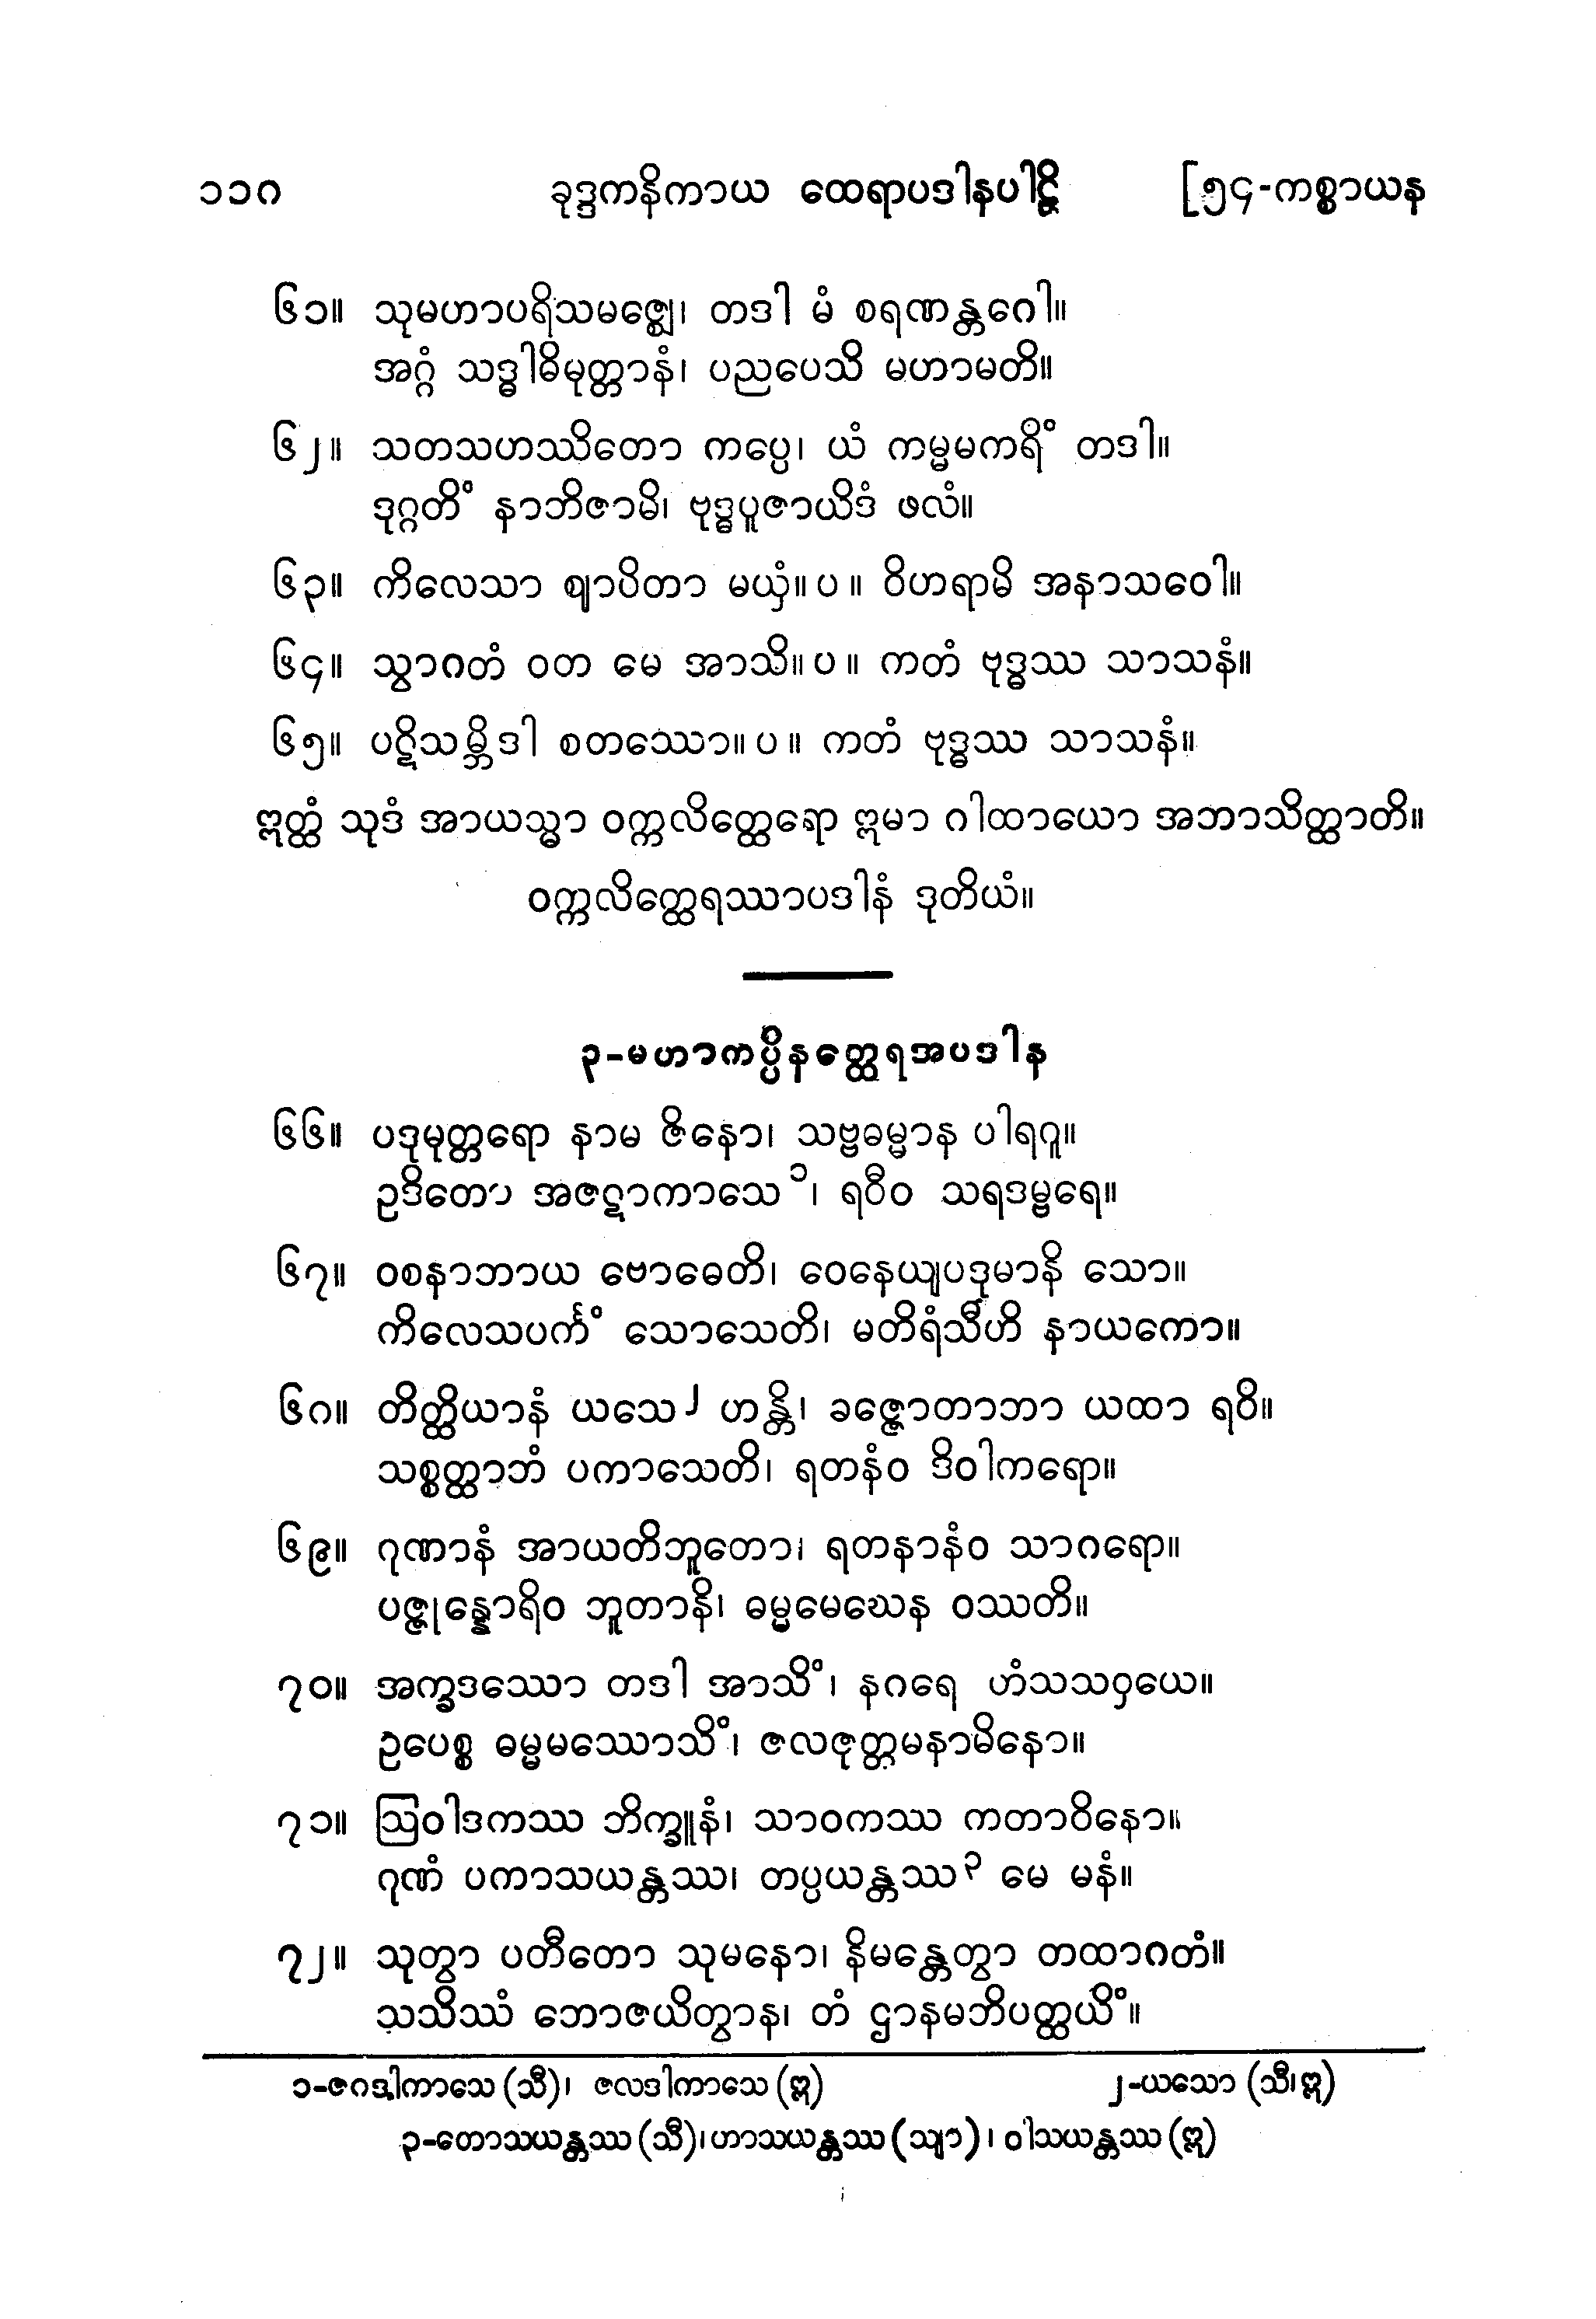 ၁၁၈ ခုဒ္ဒကနိကာယ ထေရာပဒါနပါဠိ [၅၄-ကစ္စာယန
၆၁။ သုမဟာပရိသမဇ္ဈေ၊ တဒါ မံ စရဏန္တဂေါ။
အဂ္ဂံ သဒ္ဓါဓိမုတ္တာနံ၊ ပညပေသိ မဟာမတိ။
၆၂။ သတသဟဿိတော ကပ္ပေ၊ ယံ ကမ္မမကရိံ တဒါ။
ဒုဂ္ဂတိံ နာဘိဇာမိ၊ ဗုဒ္ဓပူဇာယိဒံ ဖလံ။
၆၃။ ကိလေသာ ဈာပိတာ မယှံ။ပ။ ဝိဟရာမိ အနာသဝေါ။
၆၄။ သွာဂတံ ဝတ မေ အာသိ။ပ။ ကတံ ဗုဒ္ဓဿ သာသနံ။
၆၅။ ပဋိသမ္ဘိဒါ စတဿော။ပ။ ကတံ ဗုဒ္ဓဿ သာသနံ။
ဣတ္ထံ သုဒံ အာယသ္မာ ဝက္ကလိတ္ထေရော ဣမာ ဂါထာယော အဘာသိတ္ထာတိ။
ဝက္ကလိတ္ထေရဿာပဒါနံ ဒုတိယံ။
၃-မဟာကပ္ပိနတ္ထေရအပဒါန
၆၆။ ပဒုမုတ္တရော နာမ ဇိနော၊ သဗ္ဗဓမ္မာန ပါရဂူ။
ဥဒိတော အဇဋာကာသေ ၁၊ ရဝီဝ သရဒမ္ဗရေ။
၆၇။ ဝစနာဘာယ ဗောဓေတိ၊ ဝေနေယျပဒုမာနိ သော။
ကိလေသပင်္ကံ သောသေတိ၊ မတိရံသီဟိ နာယကော။
၆၈။ တိတ္ထိယာနံ ယသေ၂ ဟန္တိ၊ ခဇ္ဇောတာဘာ ယထာ ရဝိ။
သစ္စတ္ထာဘံ ပကာသေတိ၊ ရတနံဝ ဒိဝါကရော။
၆၉။ ဂုဏာနံ အာယတိဘူတော၊ ရတနာနံဝ သာဂရော။
ပဇ္ဇုန္နောရိဝ ဘူတာနိ၊ ဓမ္မမေဃေန ဝဿတိ။
၇၀။ အက္ခဒဿော တဒါ အာသိံ၊ နဂရေ ဟံသသဝှယေ။
ဥပေစ္စ ဓမ္မမဿောသိံ၊ ဇလဇုတ္တမနာမိနော။
၇၁။ ဩဝါဒကဿ ဘိက္ခူနံ၊ သာဝကဿ ကတာဝိနော။
ဂုဏံ ပကာသယန္တဿ၊ တပ္ပယန္တဿ၃ မေ မနံ။
၇၂။ သုတွာ ပတီတော သုမနော၊ နိမန္တေတွာ တထာဂတံ။
သသိဿံ ဘောဇယိတွာန၊ တံ ဌာနမဘိပတ္ထယိံ။
၁-ဇဂဒါကာသေ (သီ)၊ ဇလဒါကာသေ (ဣ) ၂-ယသော (သီ၊ဣ)
၃-တောသယန္တဿ (သီ)၊ ဟာသယန္တဿ (သျာ)၊ ဝါသယန္တဿ (ဣ)